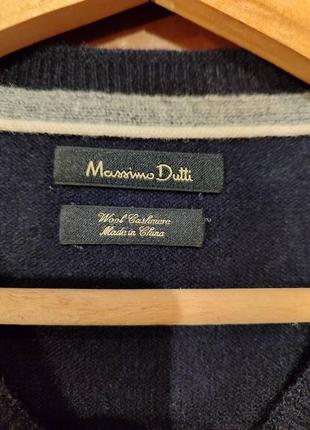 Massimo Dutti
Wool Cashmere
Made in China